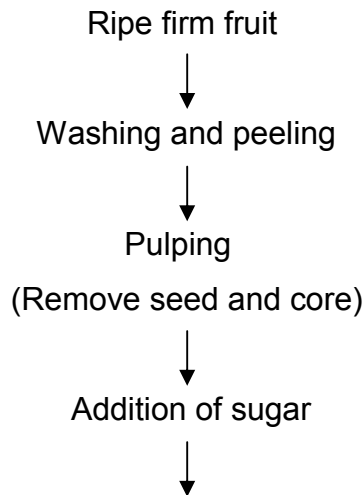 Ripe firm fruit
Washing and peeling
Pulping
(Remove seed and core)
Addition of sugar